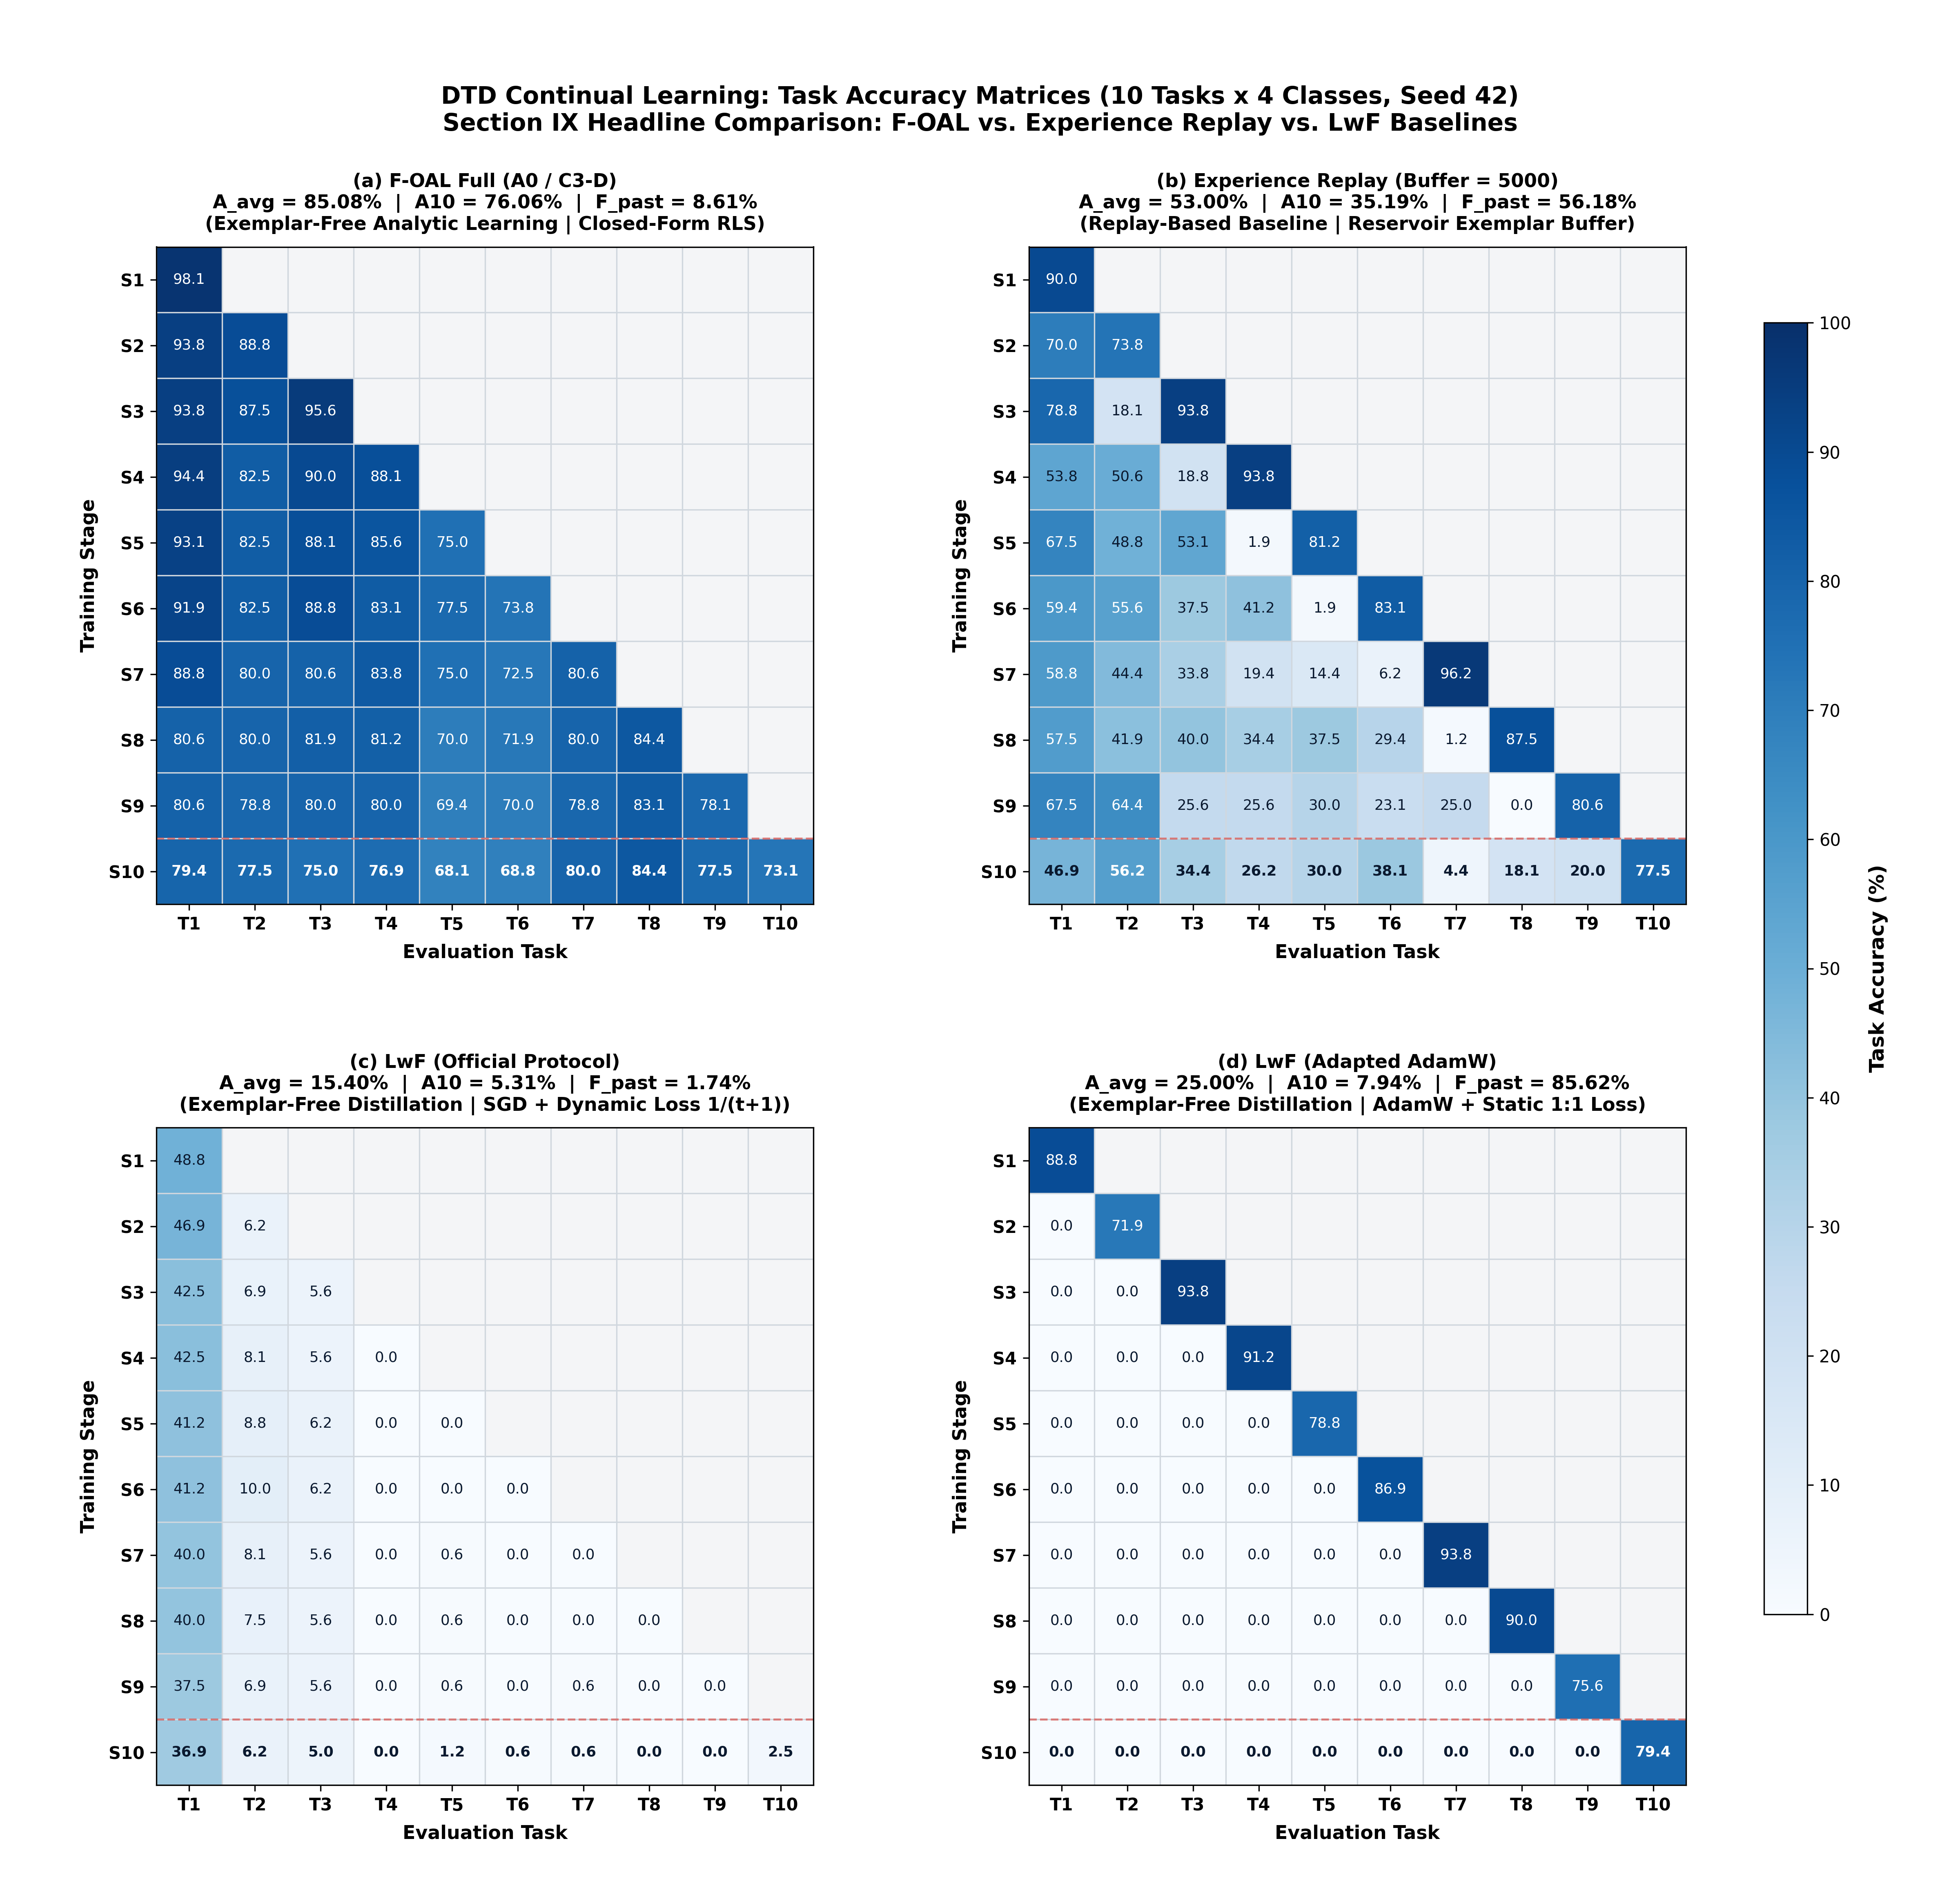 DTD Continual Learning: Task Accuracy Matrices (10 Tasks x 4 Classes, Seed 42)
Section IX Headline Comparison: F-OAL vs. Experience Replay vs. LwF Baselines
(a) F-OAL Full (A0 / C3-D)
A_avg = 85.08% | A10 = 76.06% | F_past = 8.61%
(Exemplar-Free Analytic Learning | Closed-Form RLS)
Training Stage
S1 98.1
S2 93.8 88.8
S3 93.8 87.5 95.6
S4 94.4 82.5 90.0 88.1
S5 93.1 82.5 88.1 85.6 75.0
S6 91.9 82.5 88.8 83.1 77.5 73.8
S7 88.8 80.0 80.6 83.8 75.0 72.5 80.6
S8 80.6 80.0 81.9 81.2 70.0 71.9 80.0 84.4
S9 80.6 78.8 80.0 80.0 69.4 70.0 78.8 83.1 78.1
S10 79.4 77.5 75.0 76.9 68.1 68.8 80.0 84.4 77.5 73.1
T1 T2 T3 T4 T5 T6 T7 T8 T9 T10
Evaluation Task
(b) Experience Replay (Buffer = 5000)
A_avg = 53.00% | A10 = 35.19% | F_past = 56.18%
(Replay-Based Baseline | Reservoir Exemplar Buffer)
Training Stage
S1 90.0
S2 70.0 73.8
S3 78.8 18.1 93.8
S4 53.8 50.6 18.8 93.8
S5 67.5 48.8 53.1 1.9 81.2
S6 59.4 55.6 37.5 41.2 1.9 83.1
S7 58.8 44.4 33.8 19.4 14.4 6.2 96.2
S8 57.5 41.9 40.0 34.4 37.5 29.4 1.2 87.5
S9 67.5 64.4 25.6 25.6 30.0 23.1 25.0 0.0 80.6
S10 46.9 56.2 34.4 26.2 30.0 38.1 4.4 18.1 20.0 77.5
T1 T2 T3 T4 T5 T6 T7 T8 T9 T10
Evaluation Task
(c) LwF (Official Protocol)
A_avg = 15.40% | A10 = 5.31% | F_past = 1.74%
(Exemplar-Free Distillation | SGD + Dynamic Loss 1/(t+1))
Training Stage
S1 48.8
S2 46.9 6.2
S3 42.5 6.9 5.6
S4 42.5 8.1 5.6 0.0
S5 41.2 8.8 6.2 0.0 0.0
S6 41.2 10.0 6.2 0.0 0.0 0.0
S7 40.0 8.1 5.6 0.0 0.6 0.0 0.0
S8 40.0 7.5 5.6 0.0 0.6 0.0 0.0 0.0
S9 37.5 6.9 5.6 0.0 0.6 0.0 0.6 0.0 0.0
S10 36.9 6.2 5.0 0.0 1.2 0.6 0.6 0.0 0.0 2.5
T1 T2 T3 T4 T5 T6 T7 T8 T9 T10
Evaluation Task
(d) LwF (Adapted AdamW)
A_avg = 25.00% | A10 = 7.94% | F_past = 85.62%
(Exemplar-Free Distillation | AdamW + Static 1:1 Loss)
Training Stage
S1 88.8
S2 0.0 71.9
S3 0.0 0.0 93.8
S4 0.0 0.0 0.0 91.2
S5 0.0 0.0 0.0 0.0 78.8
S6 0.0 0.0 0.0 0.0 0.0 86.9
S7 0.0 0.0 0.0 0.0 0.0 0.0 93.8
S8 0.0 0.0 0.0 0.0 0.0 0.0 0.0 90.0
S9 0.0 0.0 0.0 0.0 0.0 0.0 0.0 0.0 75.6
S10 0.0 0.0 0.0 0.0 0.0 0.0 0.0 0.0 0.0 79.4
T1 T2 T3 T4 T5 T6 T7 T8 T9 T10
Evaluation Task
100
90
80
70
60
50
40
30
20
10
0
Task Accuracy (%)